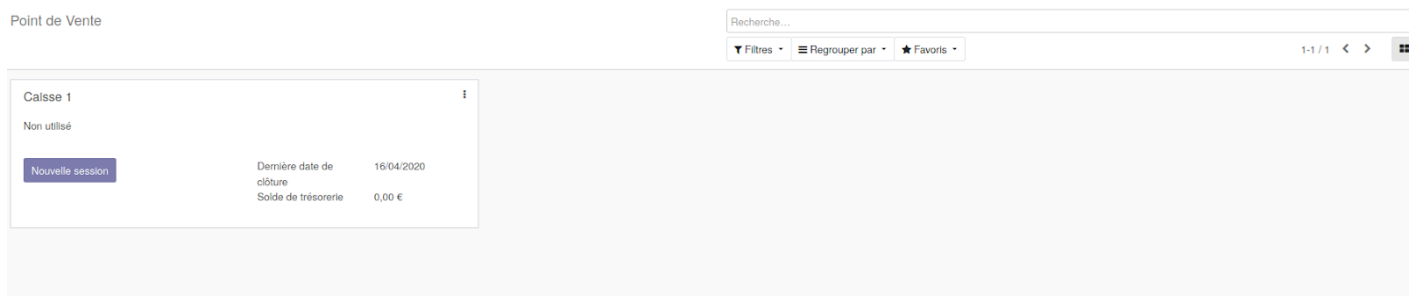 Point de Vente
Recherche...
Filtres
Regrouper par
Favoris
1-1 / 1
Caisse 1
Non utilisé
Nouvelle session
Dernière date de clôture
16/04/2020
Solde de trésorerie
0,00 €